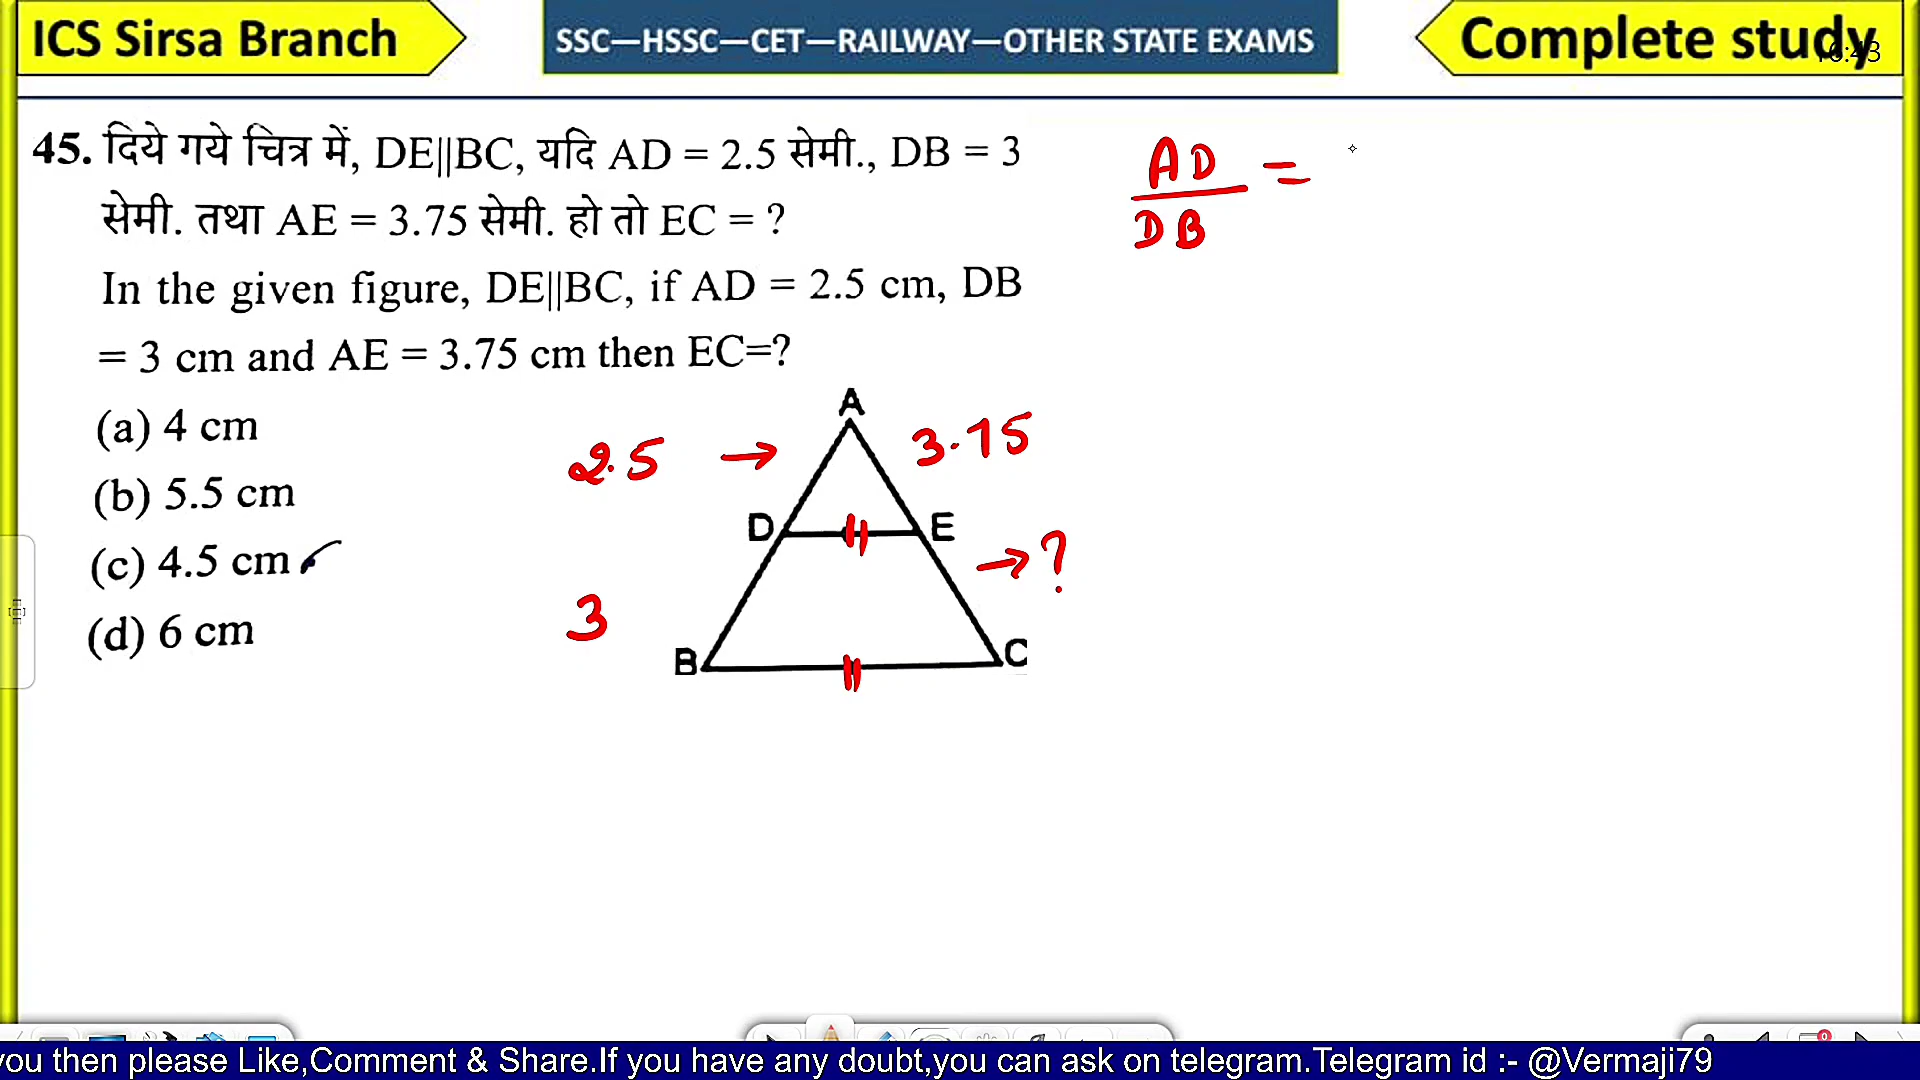 ICS Sirsa Branch
SSC—HSSC—CET—RAILWAY—OTHER STATE EXAMS
Complete study
45. दिये गये चित्र में, DE||BC, यदि AD = 2.5 सेमी., DB = 3
सेमी. तथा AE = 3.75 सेमी. हो तो EC = ?
In the given figure, DE||BC, if AD = 2.5 cm, DB
= 3 cm and AE = 3.75 cm then EC=?
(a) 4 cm
(b) 5.5 cm
(c) 4.5 cm
(d) 6 cm
AD =
DB
A
2.5 → 3.75
D E
→ ?
3
B C
you then please Like,Comment & Share.If you have any doubt,you can ask on telegram.Telegram id :- @Vermaji79